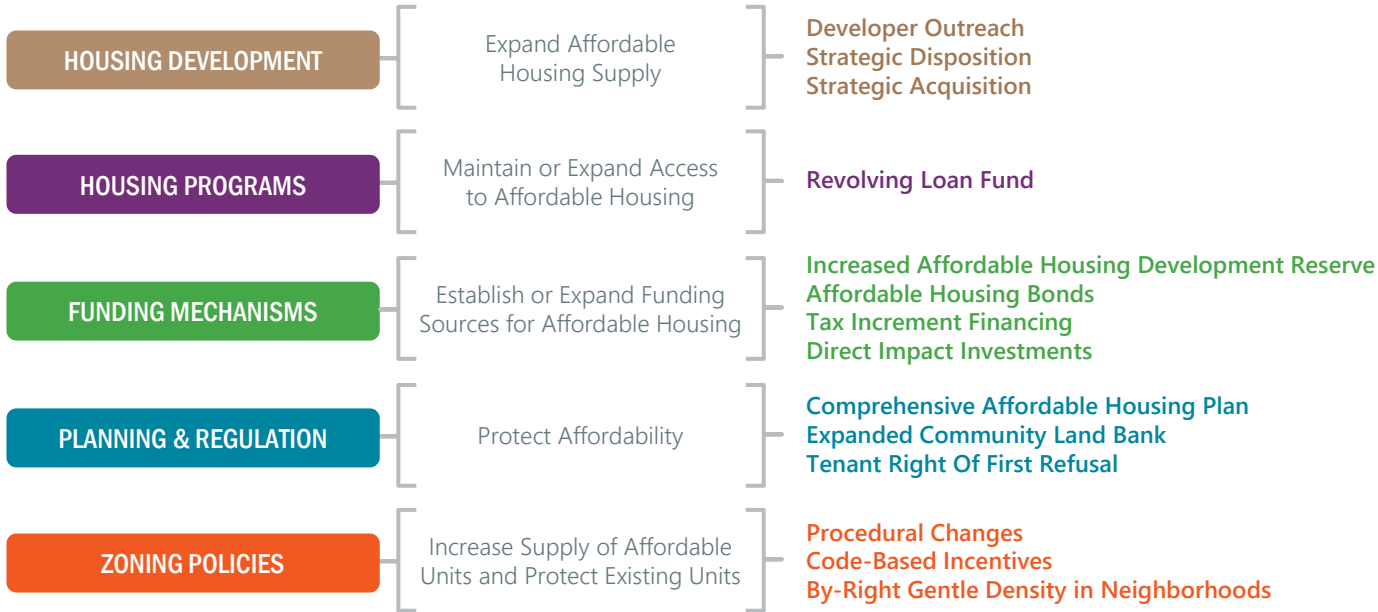 HOUSING DEVELOPMENT
Expand Affordable
Housing Supply
Developer Outreach
Strategic Disposition
Strategic Acquisition
HOUSING PROGRAMS
Maintain or Expand Access
to Affordable Housing
Revolving Loan Fund
FUNDING MECHANISMS
Establish or Expand Funding
Sources for Affordable Housing
Increased Affordable Housing Development Reserve
Affordable Housing Bonds
Tax Increment Financing
Direct Impact Investments
PLANNING & REGULATION
Protect Affordability
Comprehensive Affordable Housing Plan
Expanded Community Land Bank
Tenant Right Of First Refusal
ZONING POLICIES
Increase Supply of Affordable
Units and Protect Existing Units
Procedural Changes
Code-Based Incentives
By-Right Gentle Density in Neighborhoods